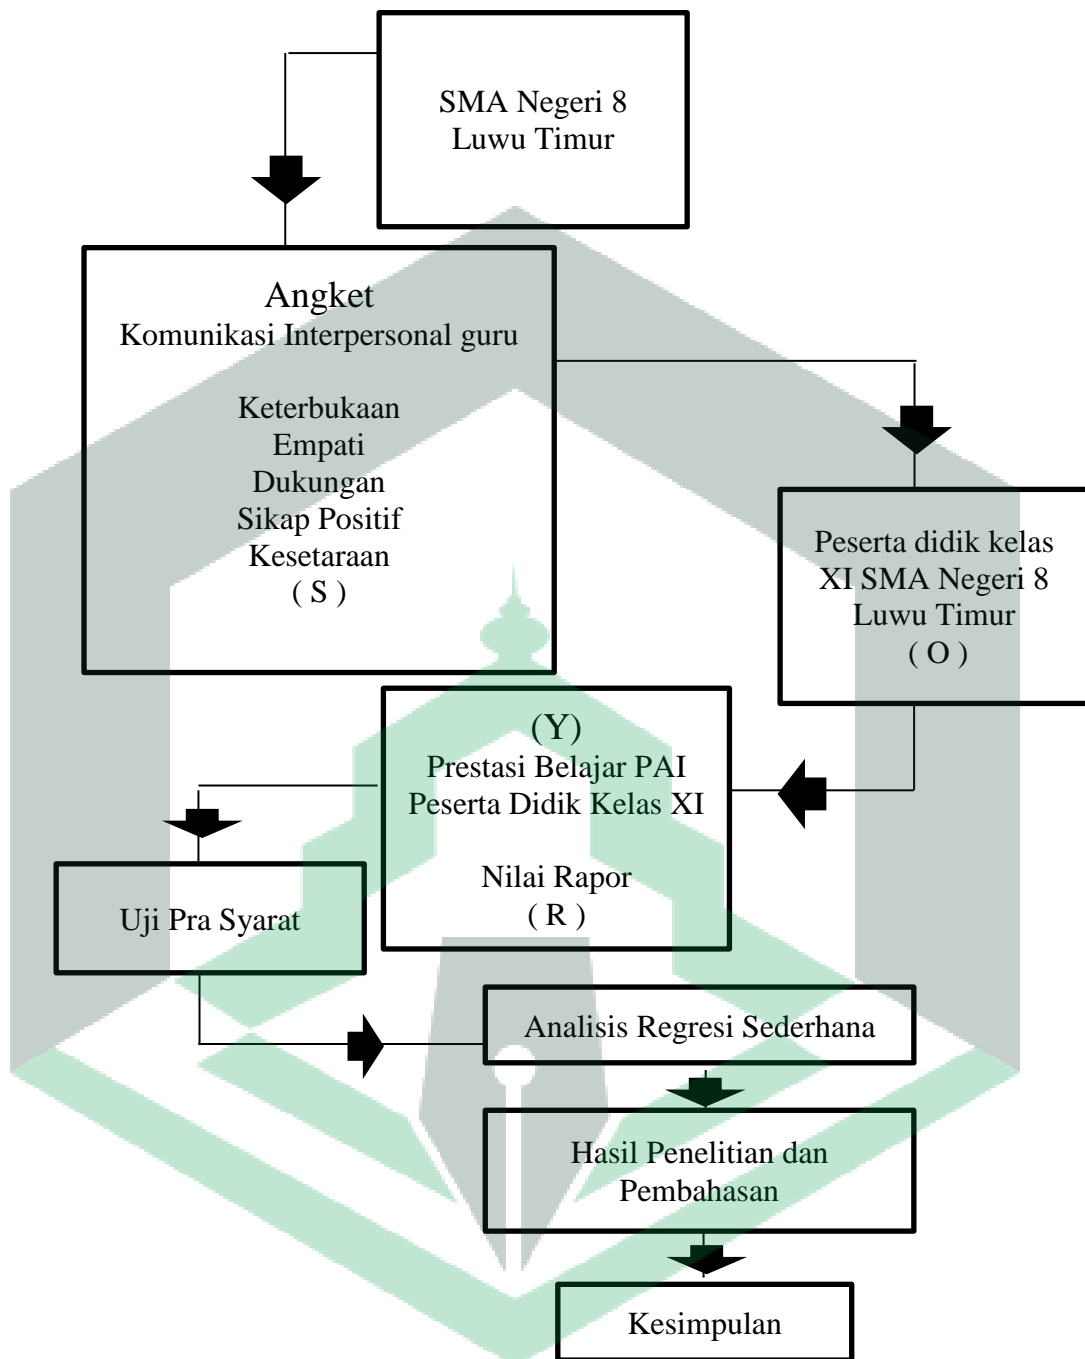 SMA Negeri 8
Luwu Timur
Angket
Komunikasi Interpersonal guru
Keterbukaan
Empati
Dukungan
Sikap Positif
Kesetaraan
( S )
Peserta didik kelas
XI SMA Negeri 8
Luwu Timur
( O )
(Y)
Prestasi Belajar PAI
Peserta Didik Kelas XI
Nilai Rapor
( R )
Uji Pra Syarat
Analisis Regresi Sederhana
Hasil Penelitian dan
Pembahasan
Kesimpulan